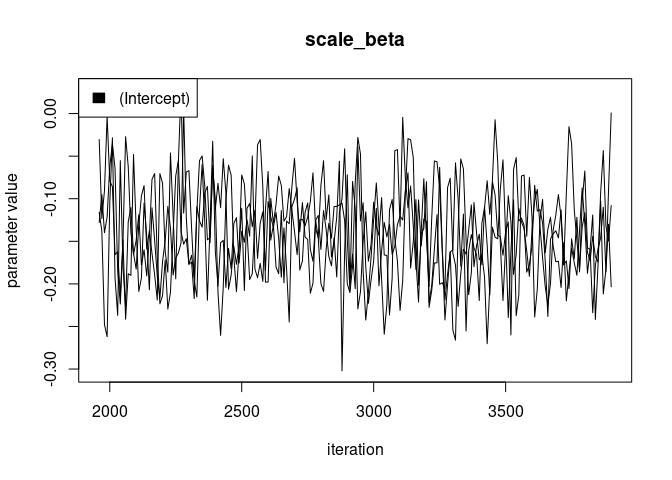 scale_beta
(Intercept)
parameter value
0.00
-0.10
-0.20
-0.30
2000 2500 3000 3500
iteration